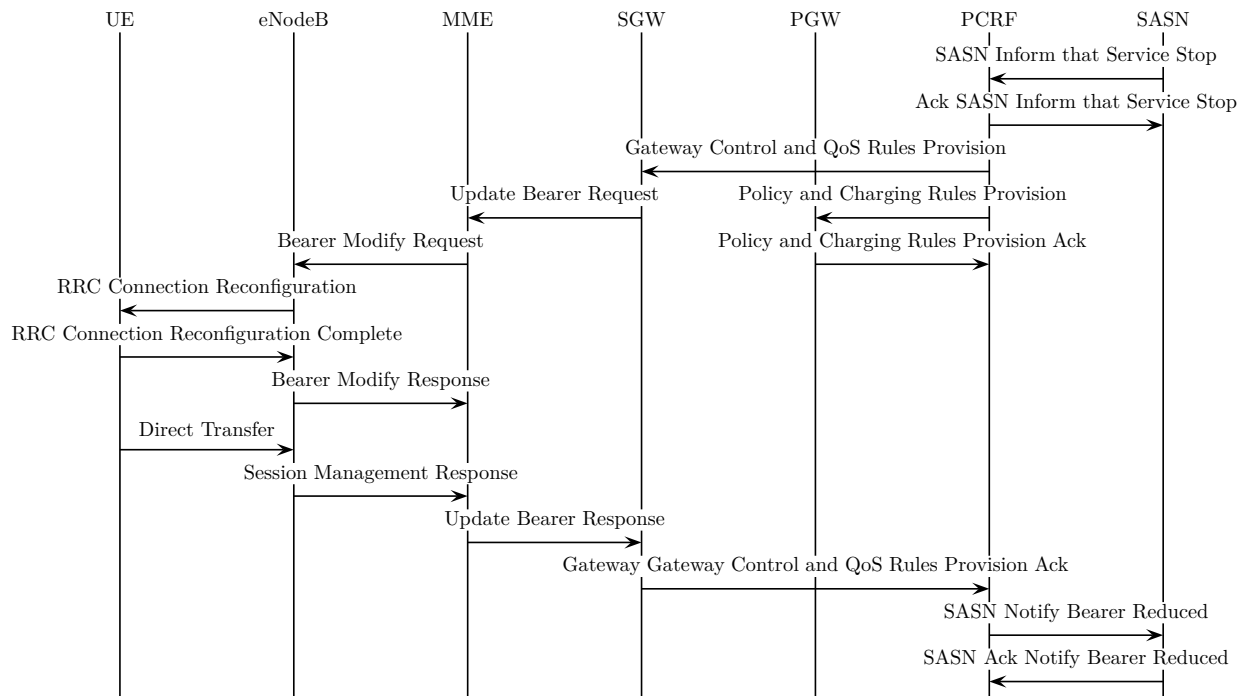 UE eNodeB MME SGW PGW PCRF SASN
SASN Inform that Service Stop
Ack SASN Inform that Service Stop
Gateway Control and QoS Rules Provision
Update Bearer Request Policy and Charging Rules Provision
Bearer Modify Request Policy and Charging Rules Provision Ack
RRC Connection Reconfiguration
RRC Connection Reconfiguration Complete
Bearer Modify Response
Direct Transfer
Session Management Response
Update Bearer Response
Gateway Gateway Control and QoS Rules Provision Ack
SASN Notify Bearer Reduced
SASN Ack Notify Bearer Reduced